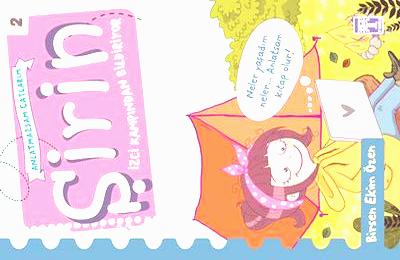 2
ANLATMAZSAM ÇATLARIM
Şirin
İZCİ KAMPINDAN BİLDİRİYOR
Neler yaşadım
neler... Anlatsam
kitap olur!
Birsen Ekim Özen